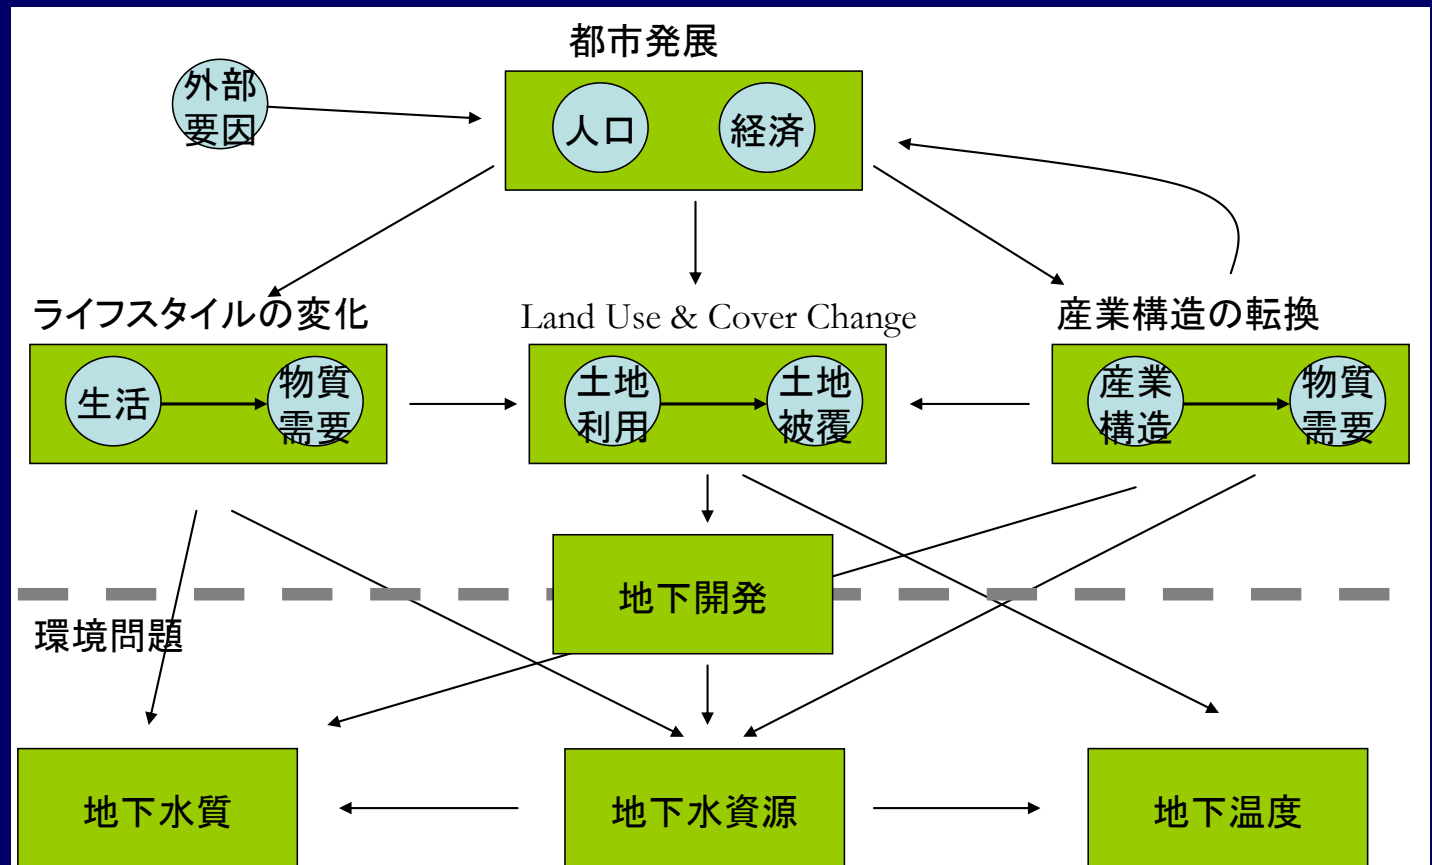 都市発展
外部
要因
人口
経済
ライフスタイルの変化
Land Use & Cover Change
産業構造の転換
生活
物質
需要
土地
利用
土地
被覆
産業
構造
物質
需要
地下開発
環境問題
地下水質
地下水資源
地下温度